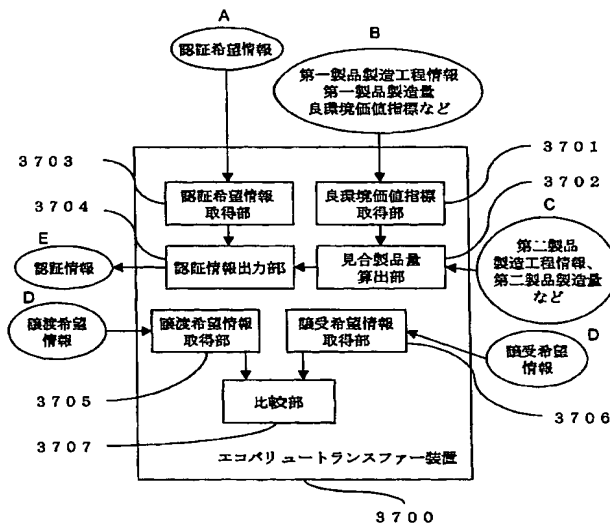 A
認証希望情報
B
第一製品製造工程情報
第一製品製造量
良環境価値指標など
3703
認証希望情報
取得部
良環境価値指標
取得部
3701
3702
3704
E
認証情報
認証情報出力部
見合製品量
算出部
C
第二製品
製造工程情報、
第二製品製造量
など
D
譲渡希望
情報
譲渡希望情報
取得部
譲受希望情報
取得部
D
譲受希望
情報
3705
比較部
3706
3707
エコバリュートランスファー装置
3700